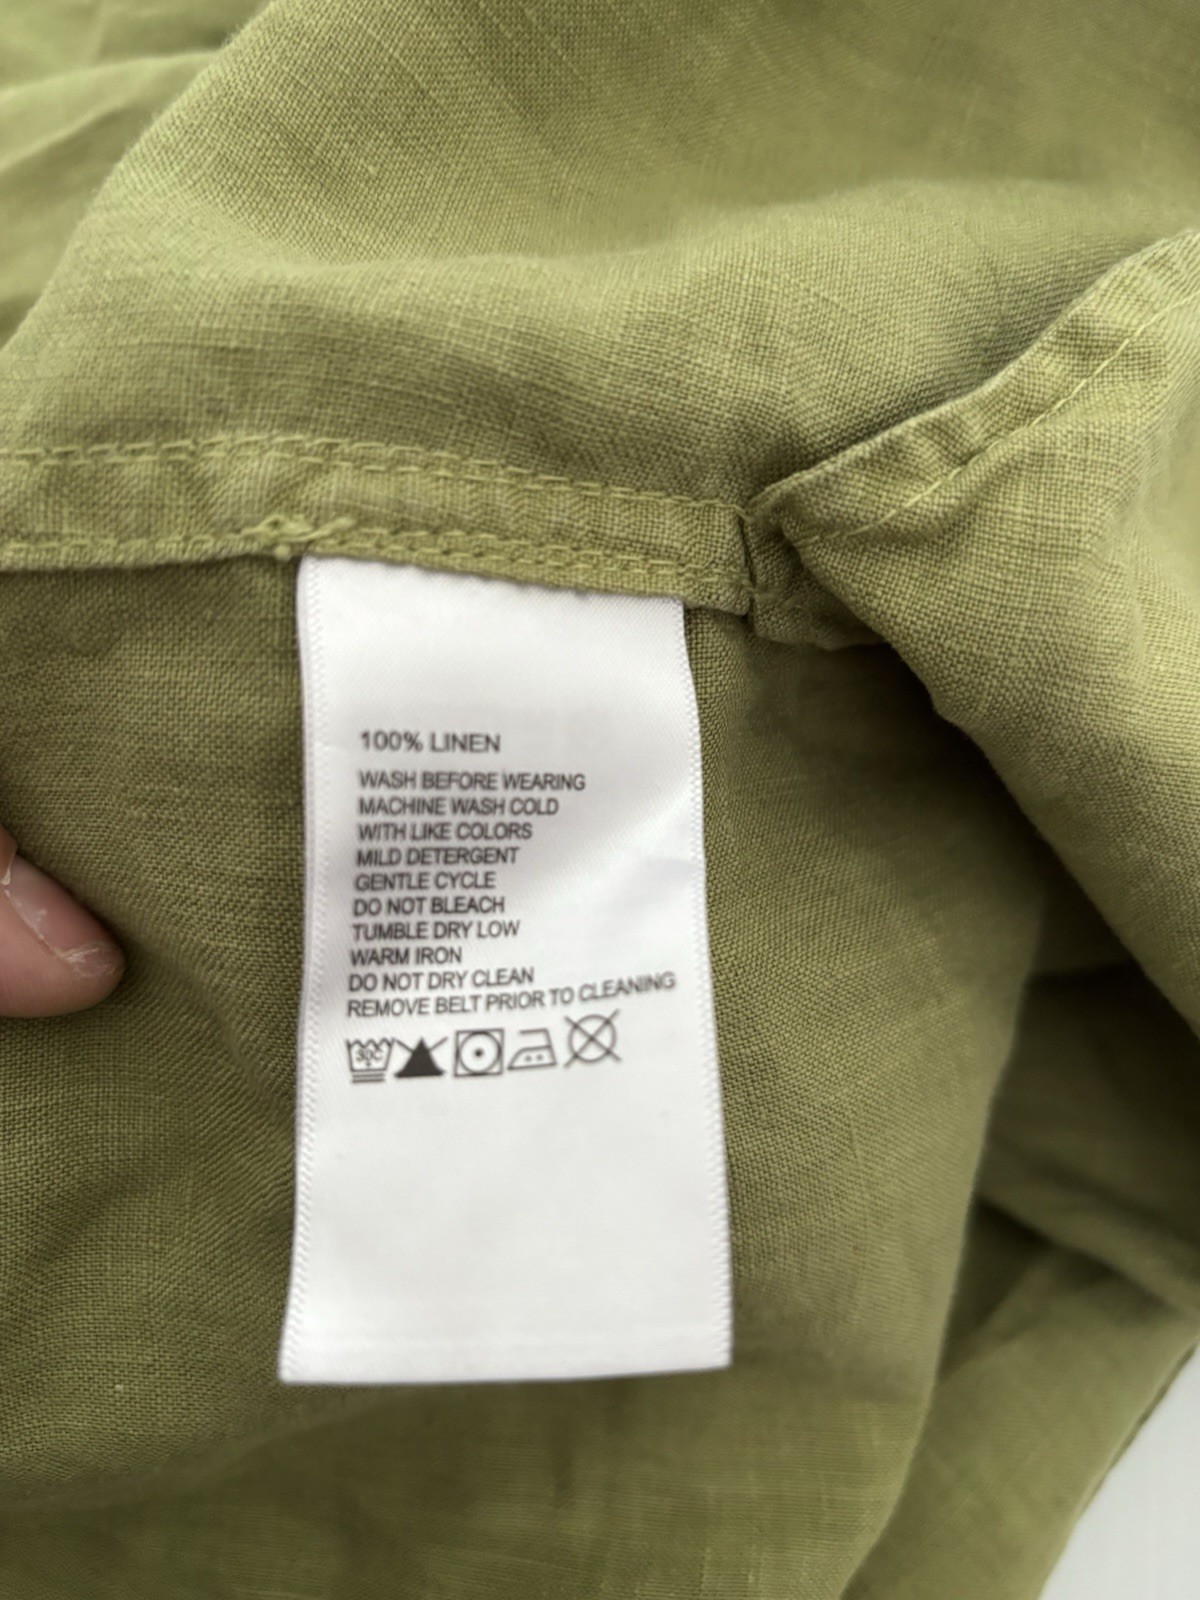 100% LINEN
WASH BEFORE WEARING
MACHINE WASH COLD
WITH LIKE COLORS
MILD DETERGENT
GENTLE CYCLE
DO NOT BLEACH
TUMBLE DRY LOW
WARM IRON
DO NOT DRY CLEAN
REMOVE BELT PRIOR TO CLEANING
30C